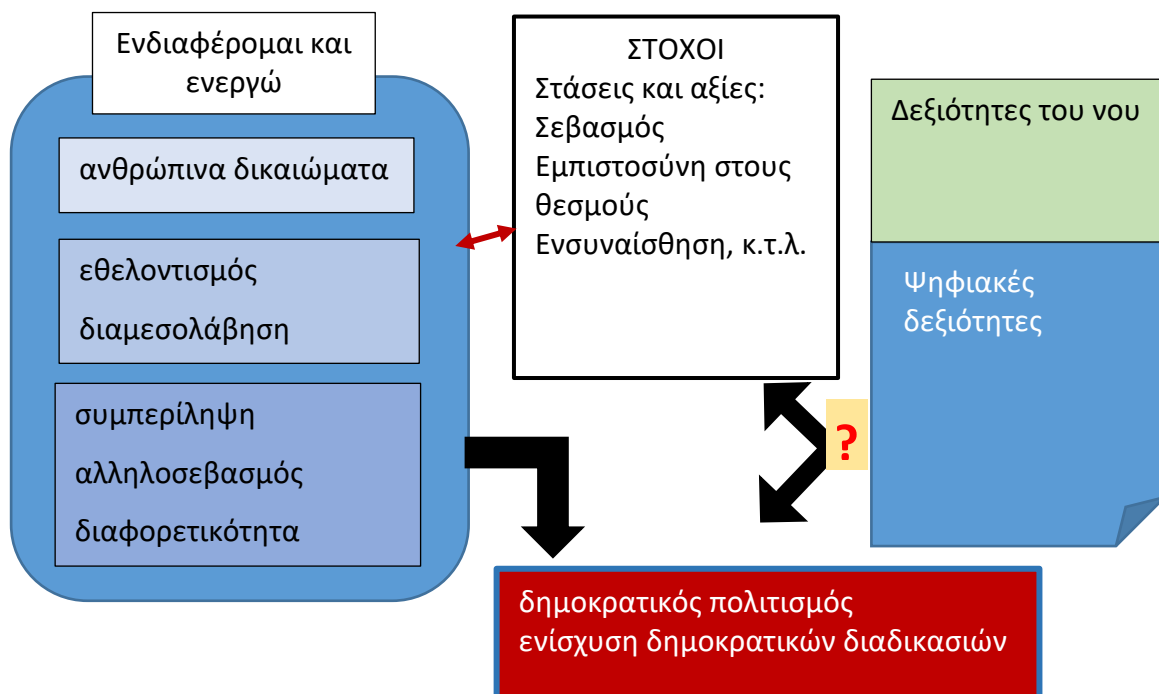 Ενδιαφέρομαι και
ενεργώ
ανθρώπινα δικαιώματα
εθελοντισμός
διαμεσολάβηση
συμπερίληψη
αλληλοσεβασμός
διαφορετικότητα
ΣΤΟΧΟΙ
Στάσεις και αξίες:
Σεβασμός
Εμπιστοσύνη στους
θεσμούς
Ενσυναίσθηση, κ.τ.λ.
Δεξιότητες του νου
Ψηφιακές
δεξιότητες
?
δημοκρατικός πολιτισμός
ενίσχυση δημοκρατικών διαδικασιών